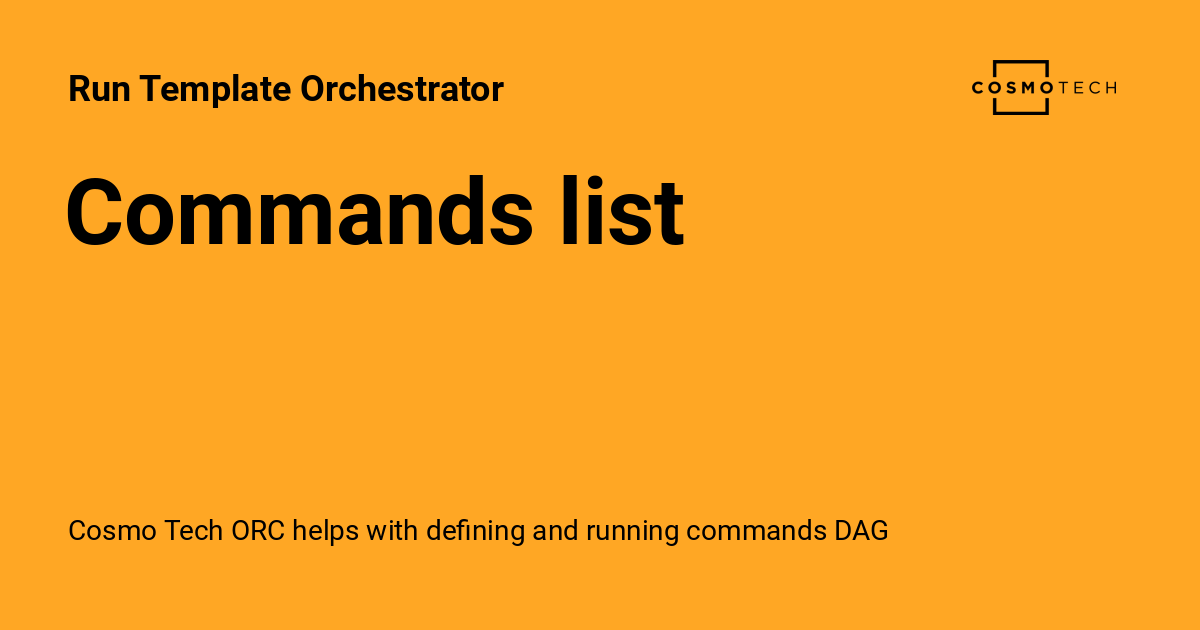 Run Template Orchestrator
COSMOTECH
Commands list
Cosmo Tech ORC helps with defining and running commands DAG